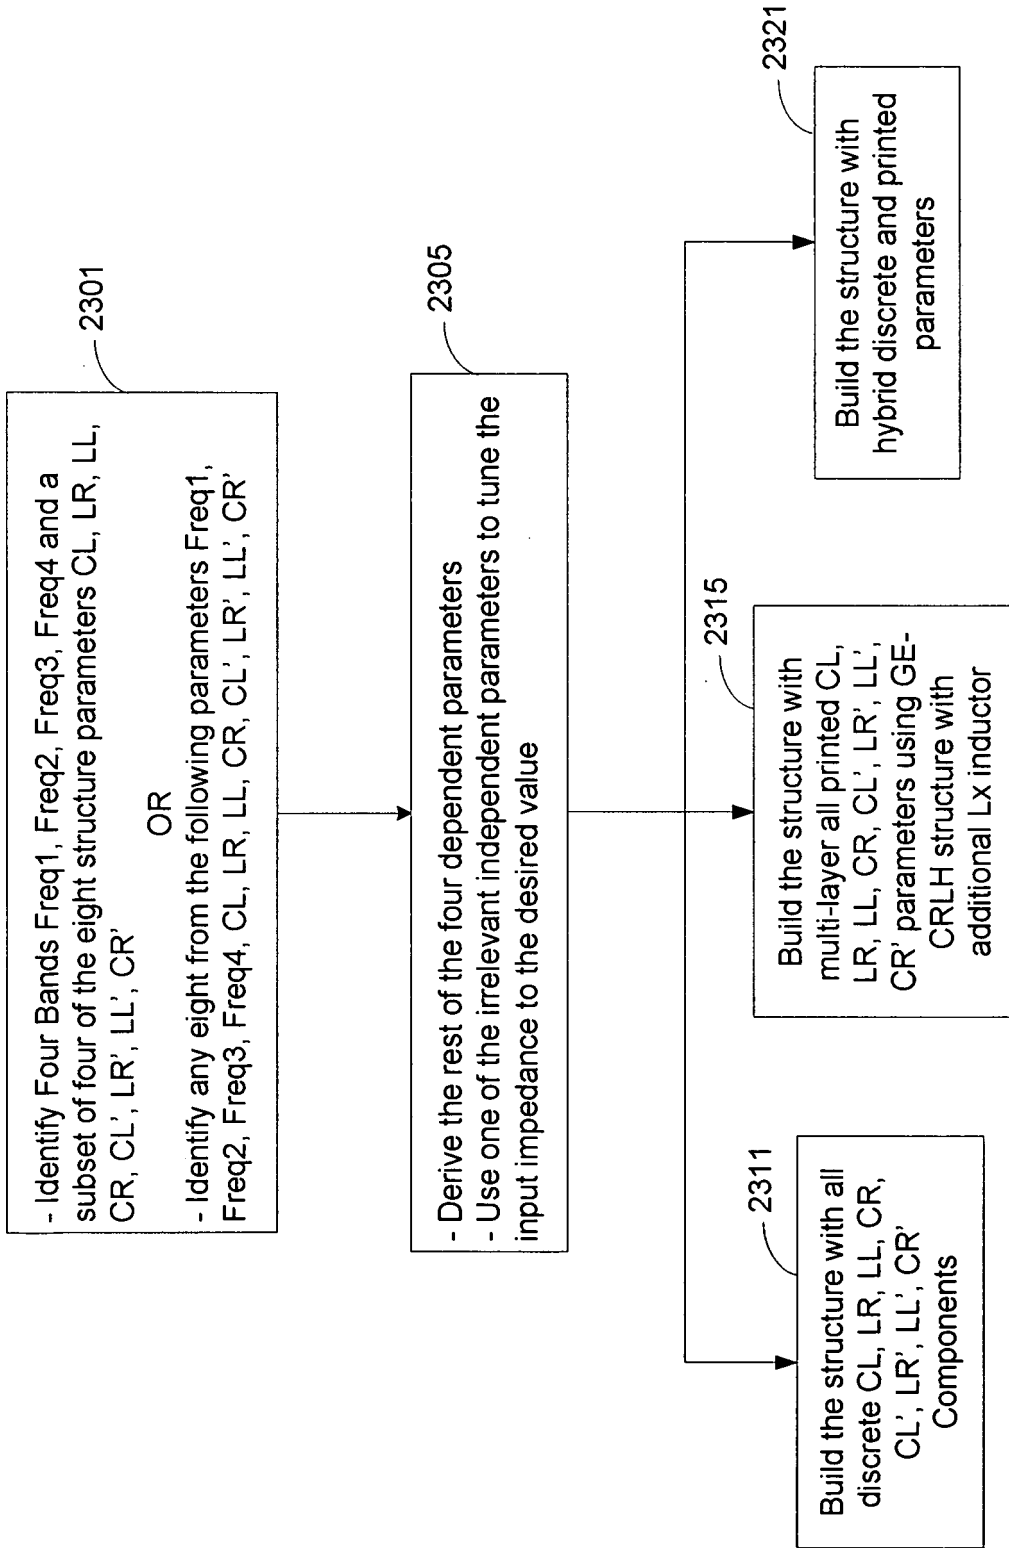 2301
- Identify Four Bands Freq1, Freq2, Freq3, Freq4 and a
subset of four of the eight structure parameters CL, LR, LL,
CR, CL', LR', LL', CR'
OR
- Identify any eight from the following parameters Freq1,
Freq2, Freq3, Freq4, CL, LR, LL, CR, CL', LR', LL', CR'
2305
- Derive the rest of the four dependent parameters
- Use one of the irrelevant independent parameters to tune the
input impedance to the desired value
2311
Build the structure with all
discrete CL, LR, LL, CR,
CL', LR', LL', CR'
Components
2315
Build the structure with
multi-layer all printed CL,
LR, LL, CR, CL', LR', LL',
CR' parameters using GE-
CRLH structure with
additional Lx inductor
2321
Build the structure with
hybrid discrete and printed
parameters